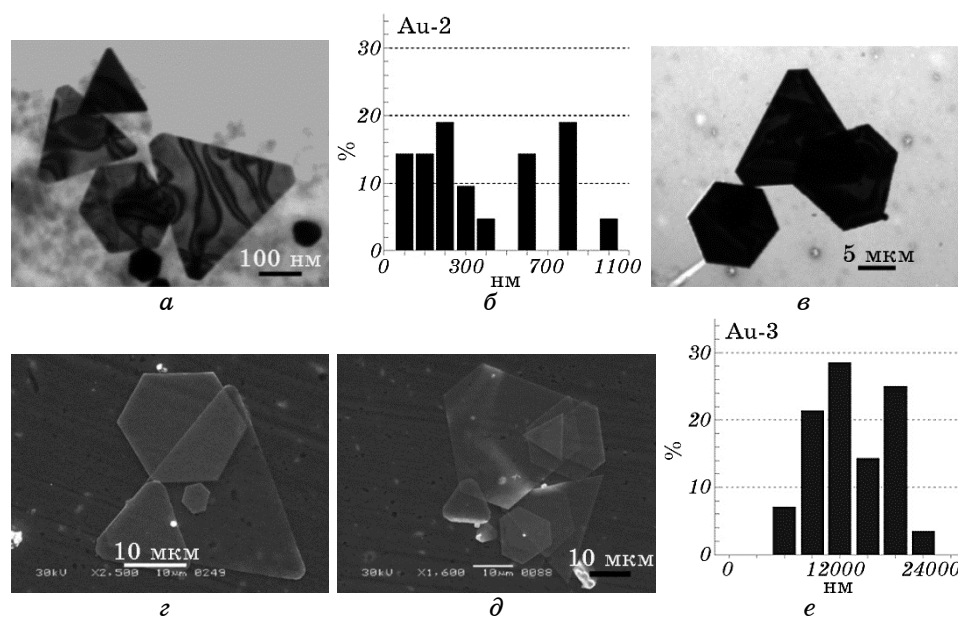 Au-2
30
20
%
10
0
0 300 700 1100
нм
100 нм
5 мкм
а б в
Au-3
30
20
%
10
0
0 12000 24000
нм
10 мкм
30kV X2.500 10μm 0249
10 мкм
30kV X1.600 10μm 0088
г д е